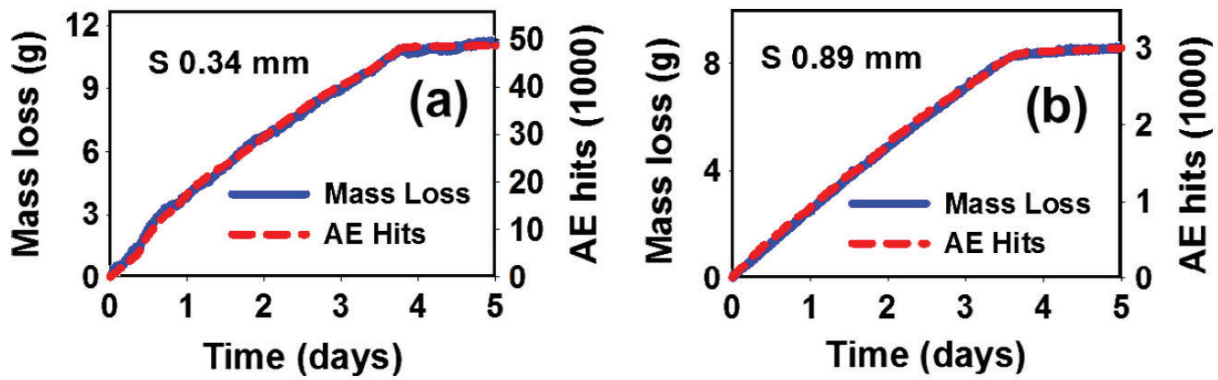 Mass loss (g)
12
9
6
3
0
S 0.34 mm
(a)
Mass Loss
AE Hits
50
40
30
20
10
0
AE hits (1000)
0 1 2 3 4 5
Time (days)
Mass loss (g)
8
4
0
S 0.89 mm
(b)
Mass Loss
AE Hits
3
2
1
0
AE hits (1000)
0 1 2 3 4 5
Time (days)